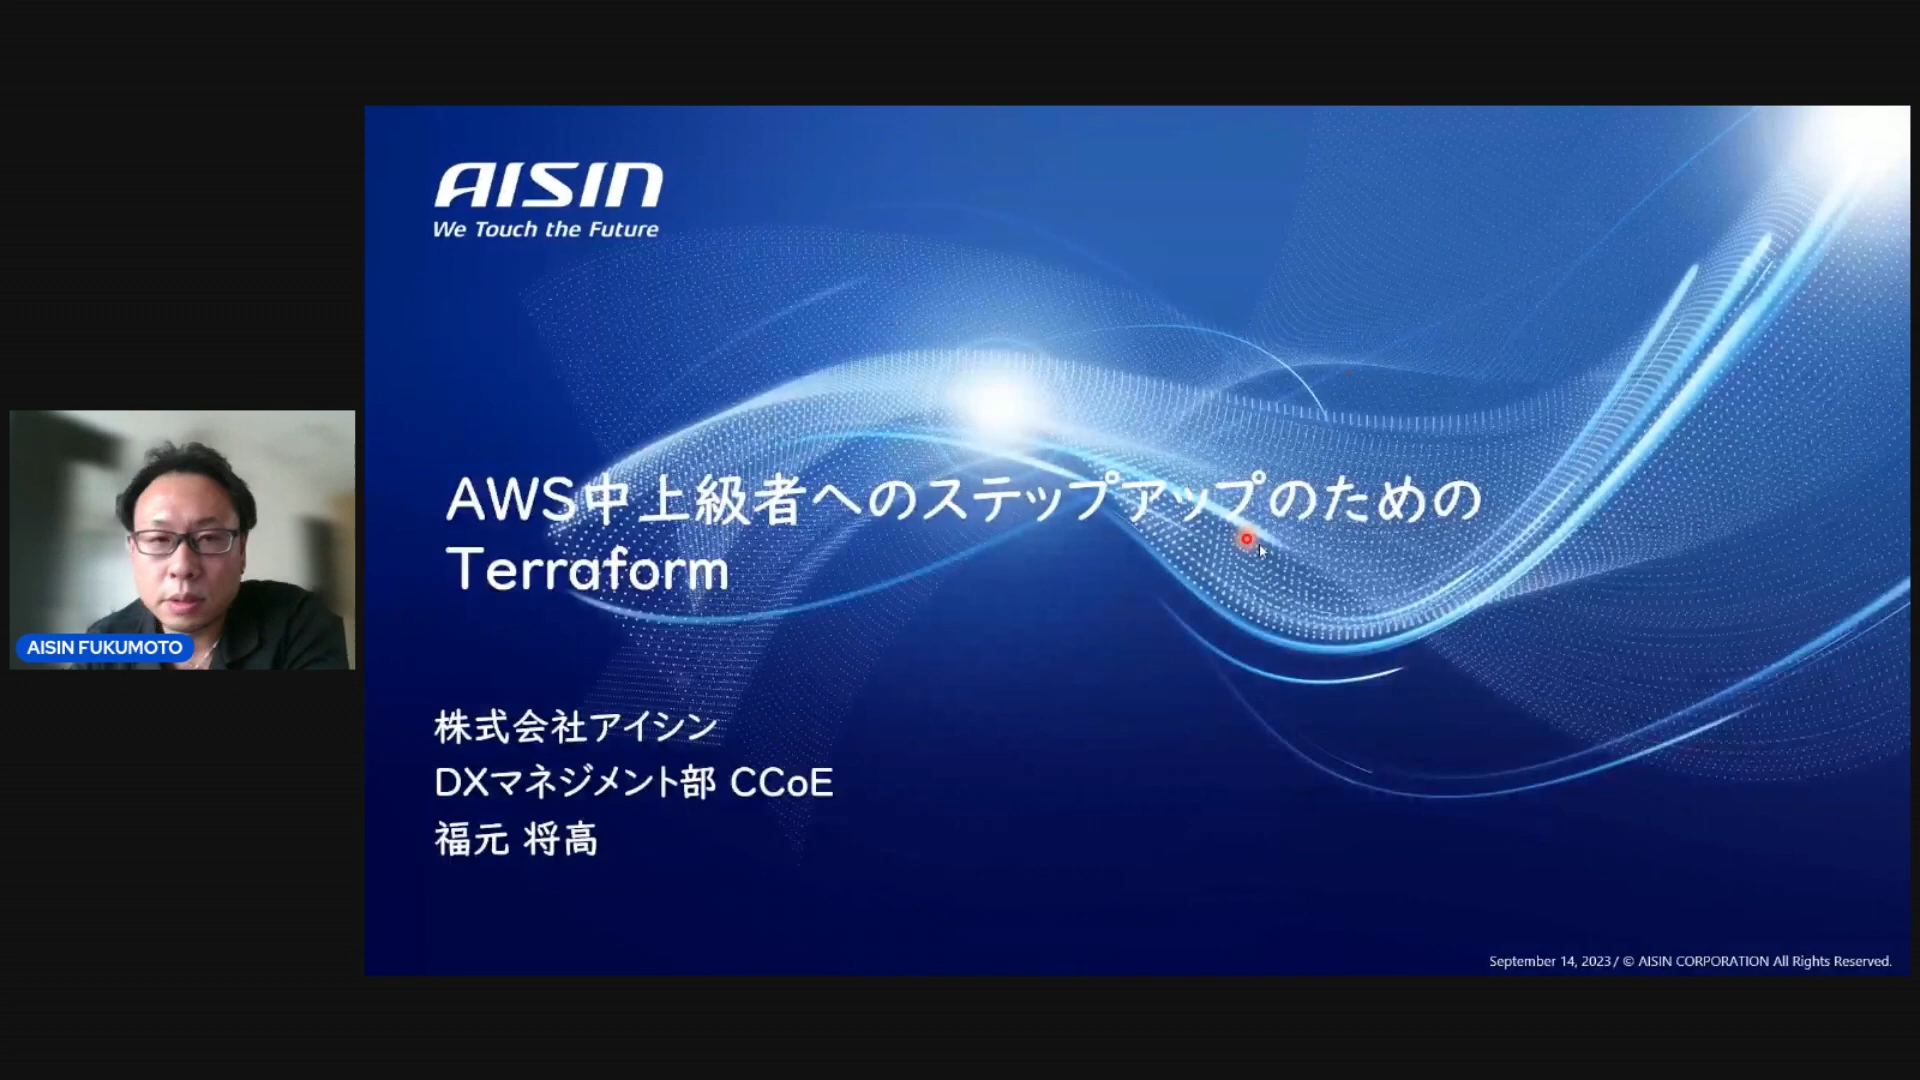 AISIN
We Touch the Future
AWS中上級者へのステップアップのための
Terraform
株式会社アイシン
DXマネジメント部 CCoE
福元 将高
AISIN FUKUMOTO
September 14, 2023/ © AISIN CORPORATION All Rights Reserved.